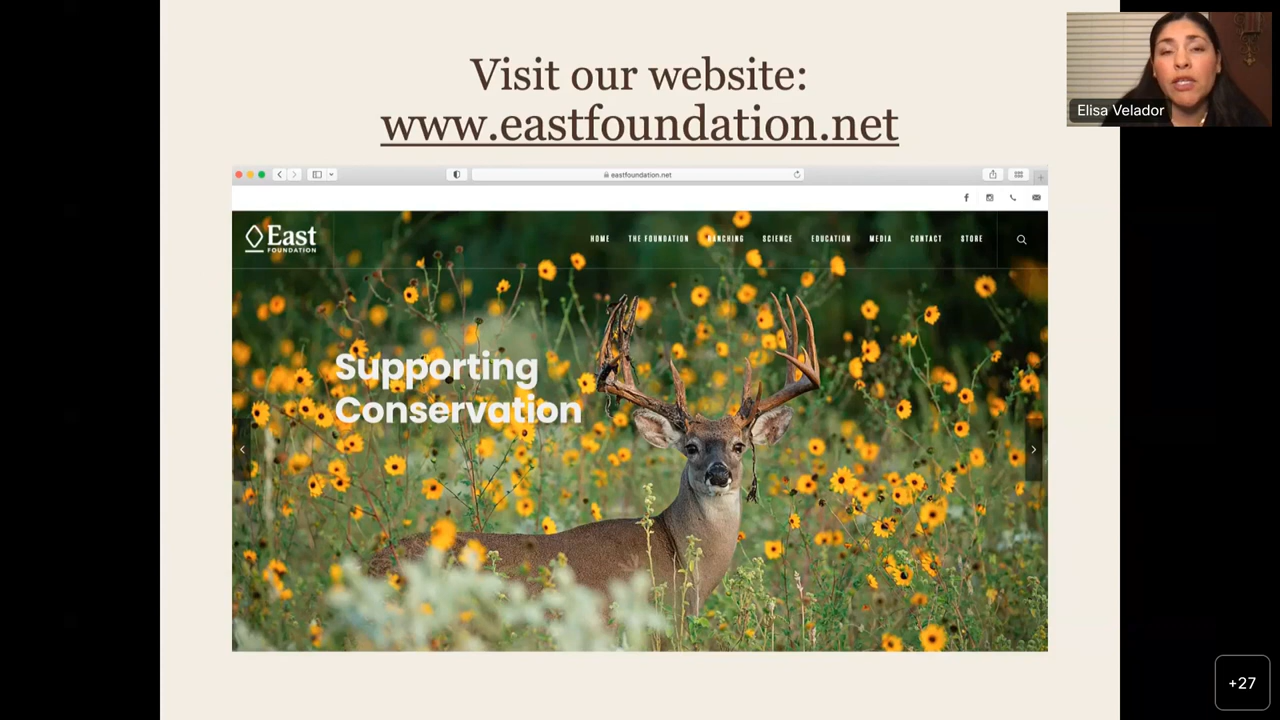 Visit our website:
www.eastfoundation.net
Elisa Velador
eastfoundation.net
East
FOUNDATION
HOME THE FOUNDATION RANCHING SCIENCE EDUCATION MEDIA CONTACT STORE
Supporting
Conservation
+27